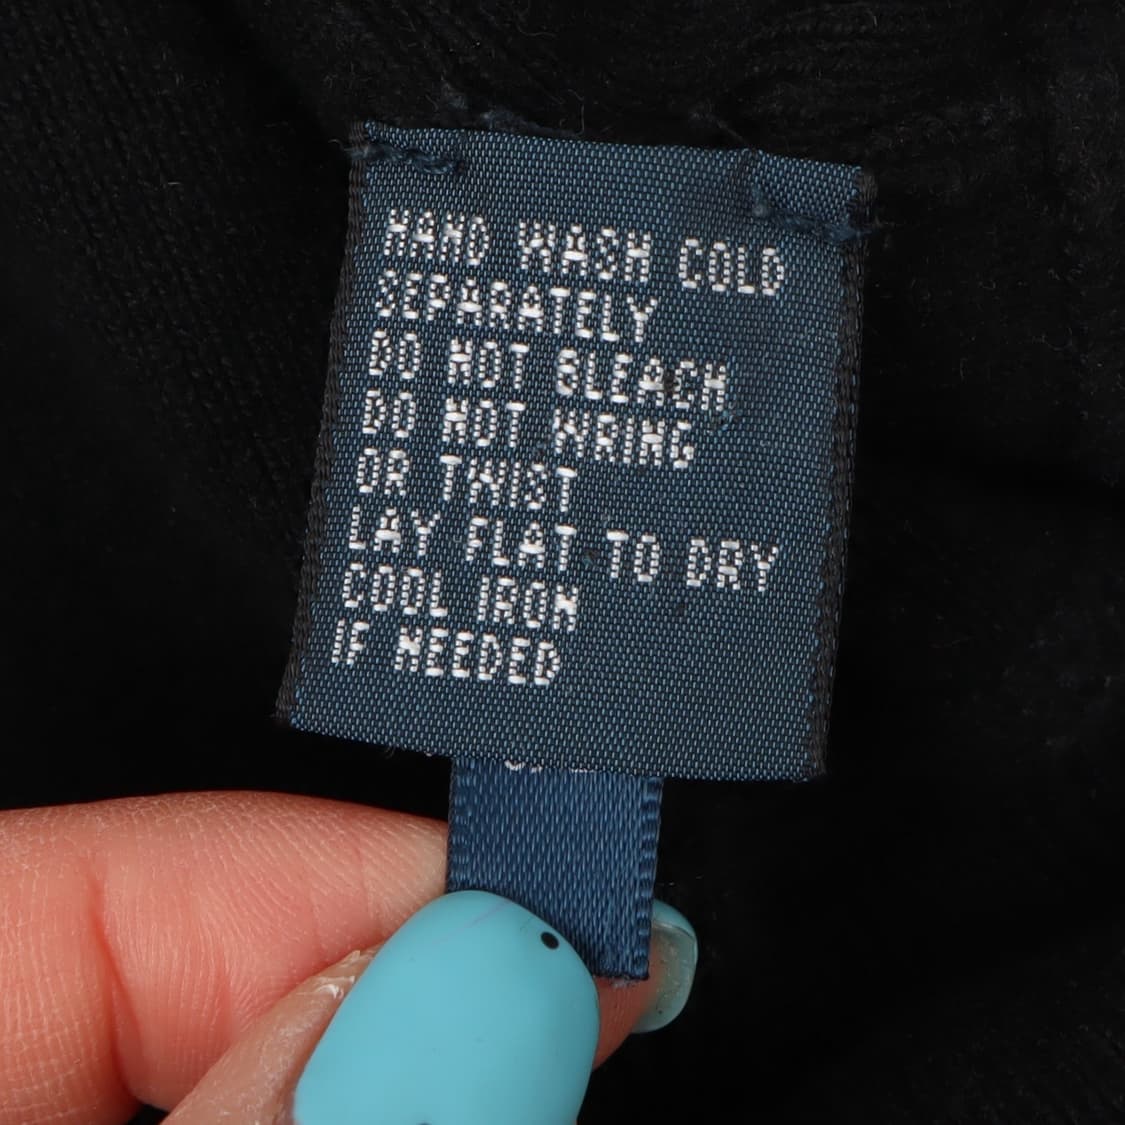 HAND WASH COLD
SEPARATELY
DO NOT BLEACH
DO NOT WRING
OR TWIST
LAY FLAT TO DRY
COOL IRON
IF NEEDED